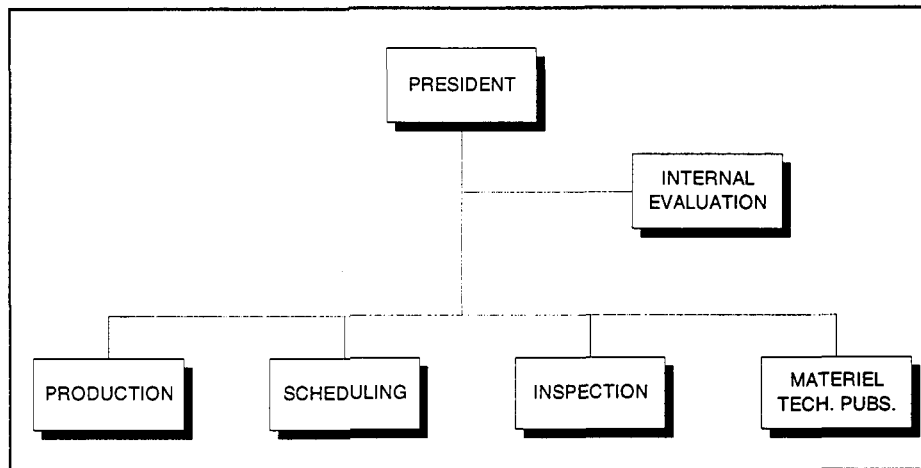 PRESIDENT
INTERNAL
EVALUATION
PRODUCTION
SCHEDULING
INSPECTION
MATERIEL
TECH. PUBS.